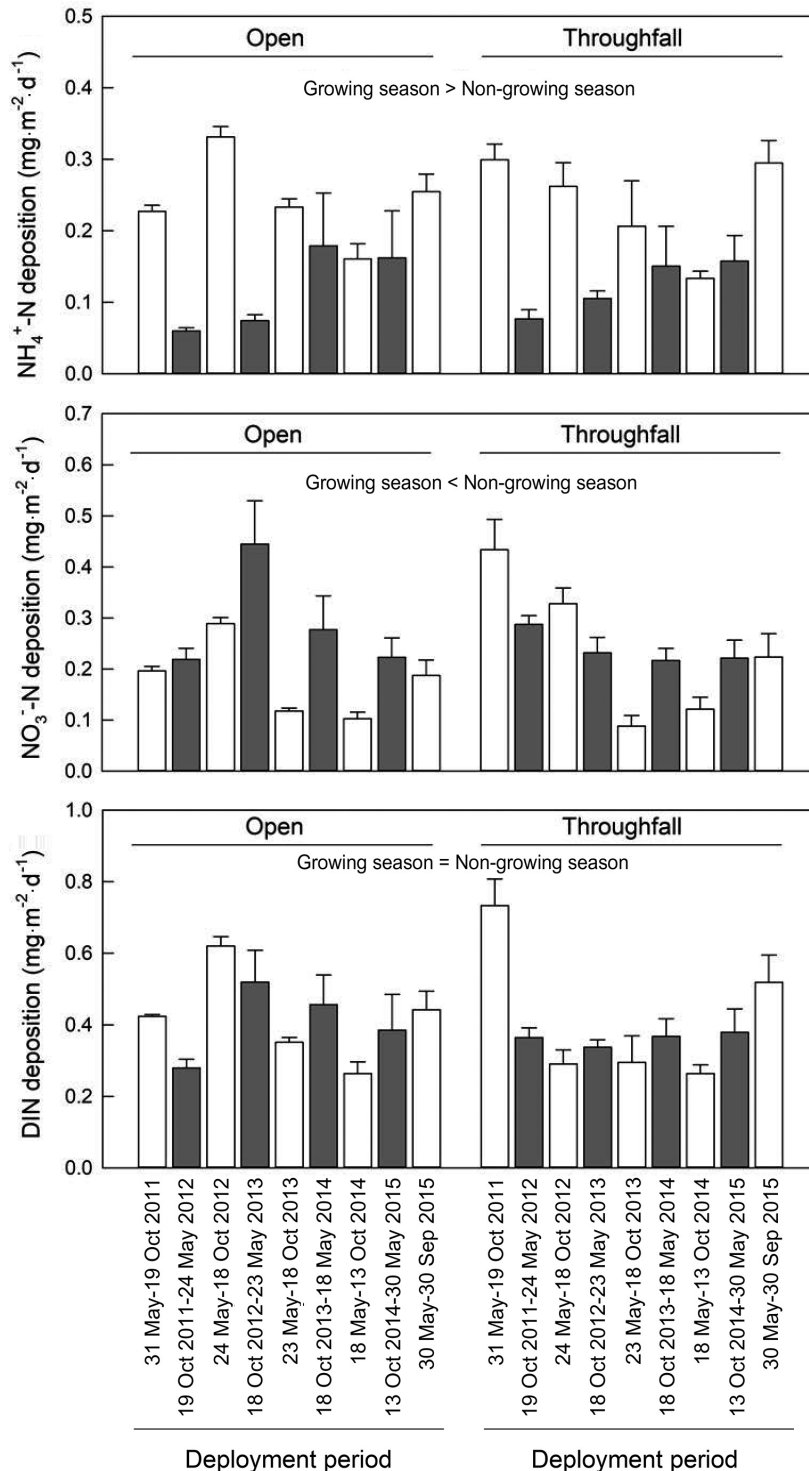 NH₄⁺-N deposition (mg·m⁻²·d⁻¹)
0.5
0.4
0.3
0.2
0.1
0.0
Open
Throughfall
Growing season > Non-growing season
NO₃⁻-N deposition (mg·m⁻²·d⁻¹)
0.7
0.6
0.5
0.4
0.3
0.2
0.1
0.0
Open
Throughfall
Growing season < Non-growing season
DIN deposition (mg·m⁻²·d⁻¹)
1.0
0.8
0.6
0.4
0.2
0.0
Open
Throughfall
Growing season = Non-growing season
31 May-19 Oct 2011
19 Oct 2011-24 May 2012
24 May-18 Oct 2012
18 Oct 2012-23 May 2013
23 May-18 Oct 2013
18 Oct 2013-18 May 2014
18 May-13 Oct 2014
13 Oct 2014-30 May 2015
30 May-30 Sep 2015
31 May-19 Oct 2011
19 Oct 2011-24 May 2012
24 May-18 Oct 2012
18 Oct 2012-23 May 2013
23 May-18 Oct 2013
18 Oct 2013-18 May 2014
18 May-13 Oct 2014
13 Oct 2014-30 May 2015
30 May-30 Sep 2015
Deployment period
Deployment period